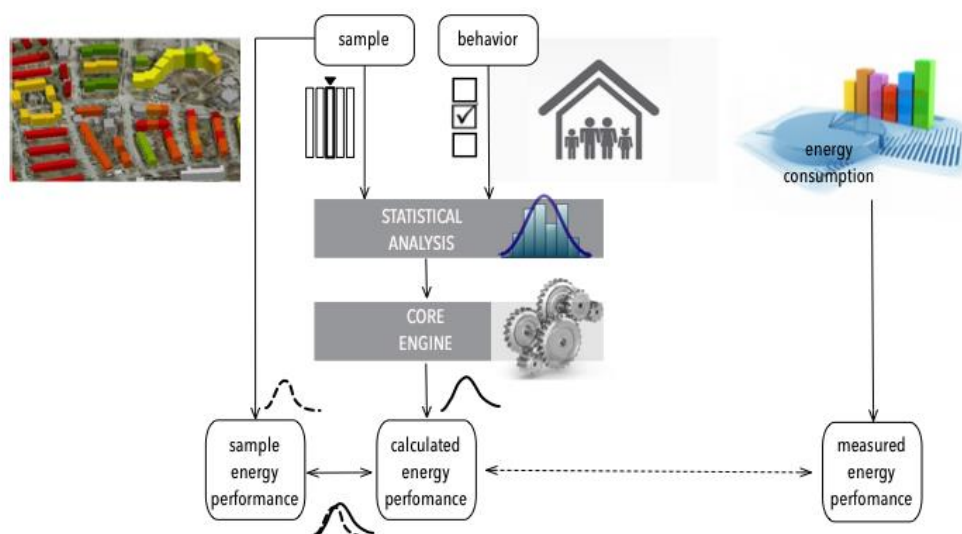 sample
behavior
energy
consumption
STATISTICAL
ANALYSIS
CORE
ENGINE
sample
energy
performance
calculated
energy
perfomance
measured
energy
perfomance